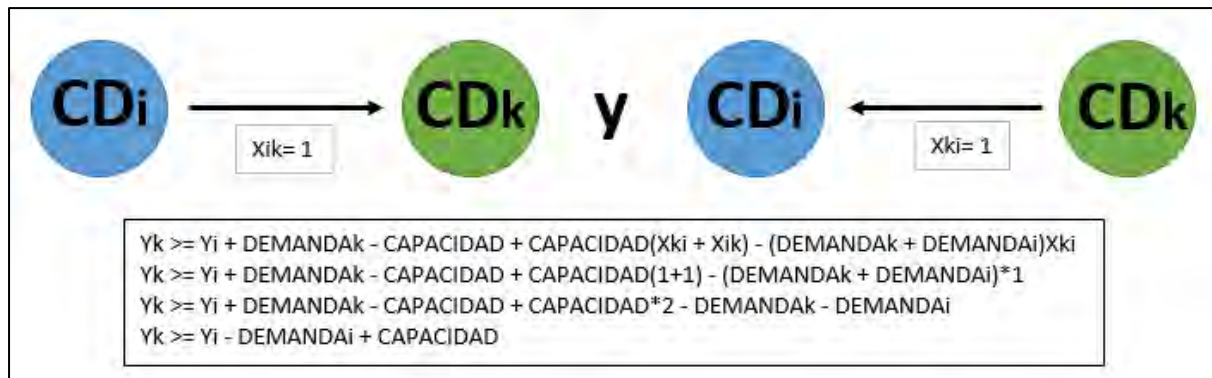 CDi CDk y CDi CDk
Xik= 1 Xki= 1
Yk >= Yi + DEMANDAk - CAPACIDAD + CAPACIDAD(Xki + Xik) - (DEMANDAk + DEMANDAi)Xki
Yk >= Yi + DEMANDAk - CAPACIDAD + CAPACIDAD(1+1) - (DEMANDAk + DEMANDAi)*1
Yk >= Yi + DEMANDAk - CAPACIDAD + CAPACIDAD*2 - DEMANDAk - DEMANDAi
Yk >= Yi - DEMANDAi + CAPACIDAD